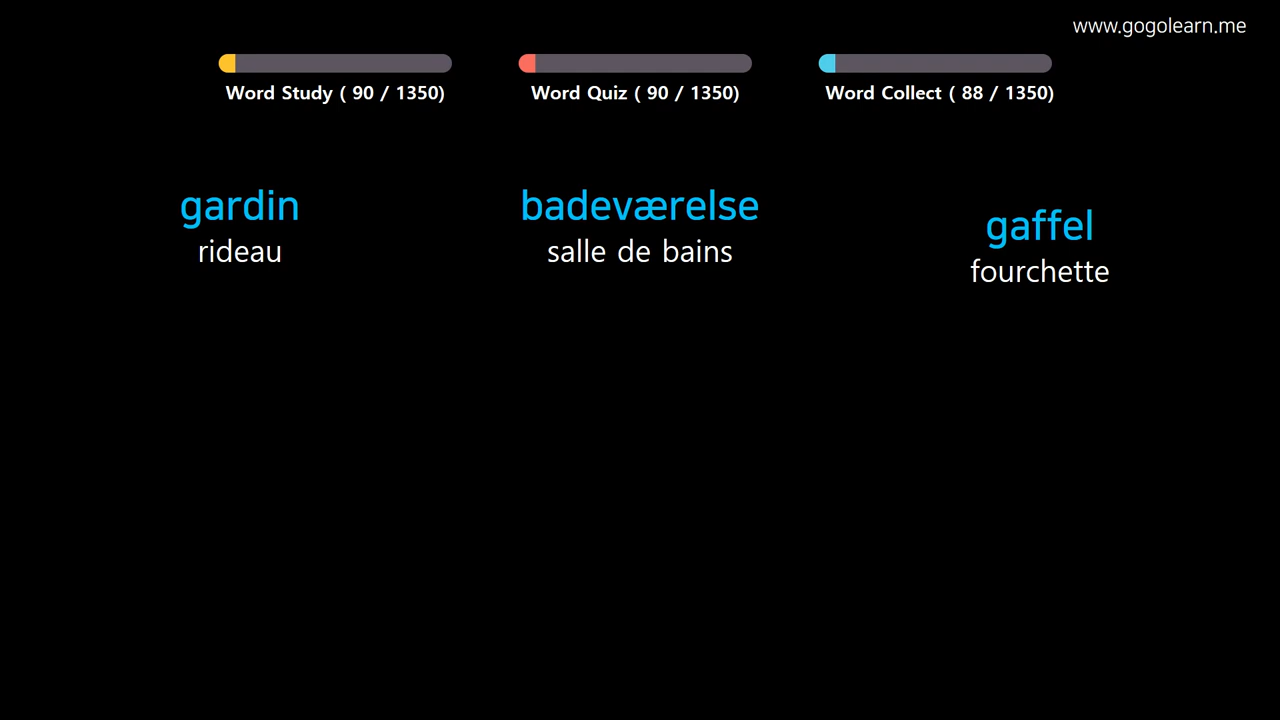 www.gogolearn.me
Word Study ( 90 / 1350)
Word Quiz ( 90 / 1350)
Word Collect ( 88 / 1350)
gardin
rideau
badeværelse
salle de bains
gaffel
fourchette